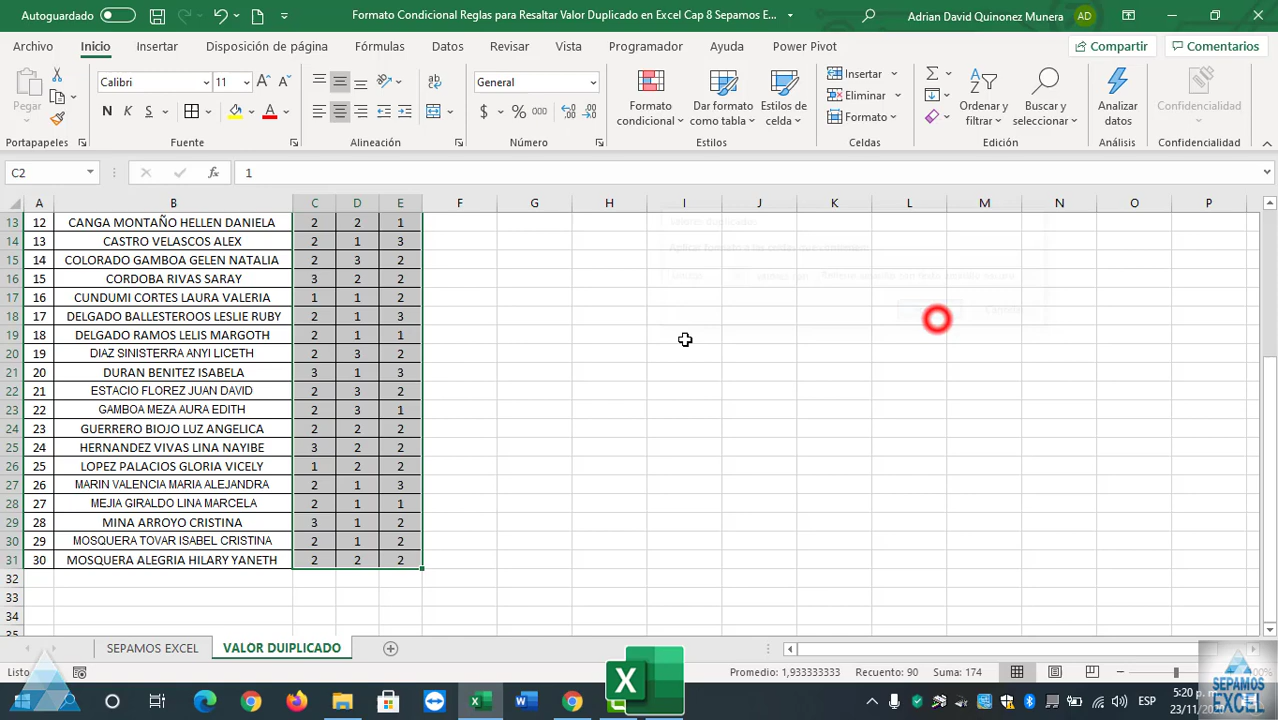 Autoguardado
Formato Condicional Reglas para Resaltar Valor Duplicado en Excel Cap 8 Sepamos E...
Adrian David Quinonez Munera
AD
Archivo Inicio Insertar Disposición de página Fórmulas Datos Revisar Vista Programador Ayuda Power Pivot Compartir Comentarios
Pegar
Calibri 11
N K S
General
$ % 000
Formato condicional
Dar formato como tabla
Estilos de celda
Insertar
Eliminar
Formato
Ordenar y filtrar
Buscar y seleccionar
Analizar datos
Confidencialidad
Portapapeles Fuente Alineación Número Estilos Celdas Edición Análisis Confidencialidad
C2 fx 1
A B C D E F G H I J K L M N O P
13 12 CANGA MONTAÑO HELLEN DANIELA 2 2 1
14 13 CASTRO VELASCOS ALEX 2 1 3
15 14 COLORADO GAMBOA GELEN NATALIA 2 3 2
16 15 CORDOBA RIVAS SARAY 3 2 2
17 16 CUNDUMI CORTES LAURA VALERIA 1 1 2
18 17 DELGADO BALLESTEROOS LESLIE RUBY 2 1 3
19 18 DELGADO RAMOS LELIS MARGOTH 2 1 1
20 19 DIAZ SINISTERRA ANYI LICETH 2 3 2
21 20 DURAN BENITEZ ISABELA 3 1 3
22 21 ESTACIO FLOREZ JUAN DAVID 2 3 2
23 22 GAMBOA MEZA AURA EDITH 2 3 1
24 23 GUERRERO BIOJO LUZ ANGELICA 2 2 2
25 24 HERNANDEZ VIVAS LINA NAYIBE 3 2 2
26 25 LOPEZ PALACIOS GLORIA VICELY 1 2 2
27 26 MARIN VALENCIA MARIA ALEJANDRA 2 1 3
28 27 MEJIA GIRALDO LINA MARCELA 2 1 1
29 28 MINA ARROYO CRISTINA 3 1 2
30 29 MOSQUERA TOVAR ISABEL CRISTINA 2 1 2
31 30 MOSQUERA ALEGRIA HILARY YANETH 2 2 2
32
33
34
35
SEPAMOS EXCEL VALOR DUIPLICADO
Listo Promedio: 1,933333333 Recuento: 90 Suma: 174
X
ESP
5:20 p.
23/11/20
SEPAMOS
EXCEL